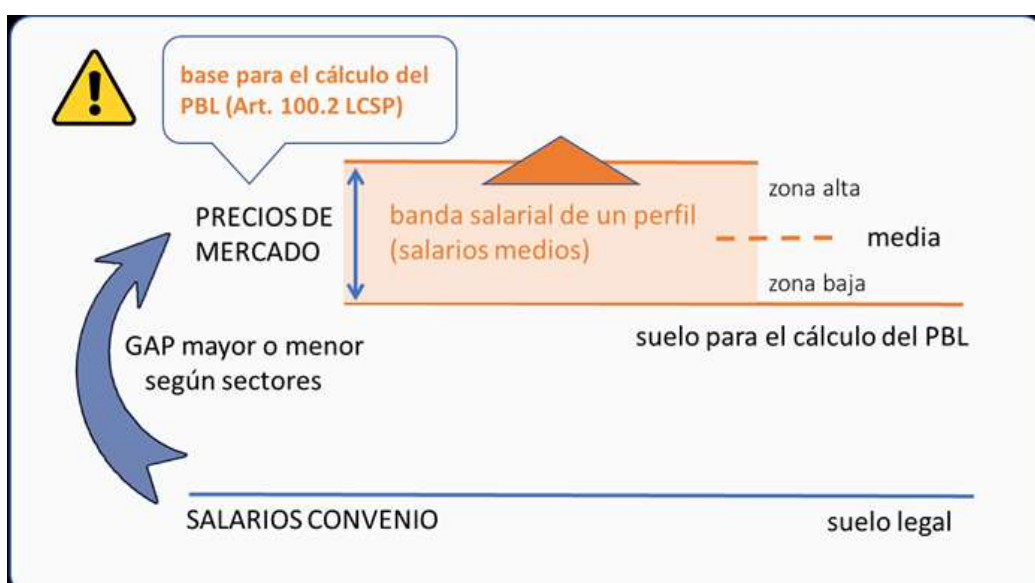 base para el cálculo del
PBL (Art. 100.2 LCSP)
PRECIOS DE
MERCADO
banda salarial de un perfil
(salarios medios)
zona alta
media
zona baja
suelo para el cálculo del PBL
GAP mayor o menor
según sectores
SALARIOS CONVENIO
suelo legal